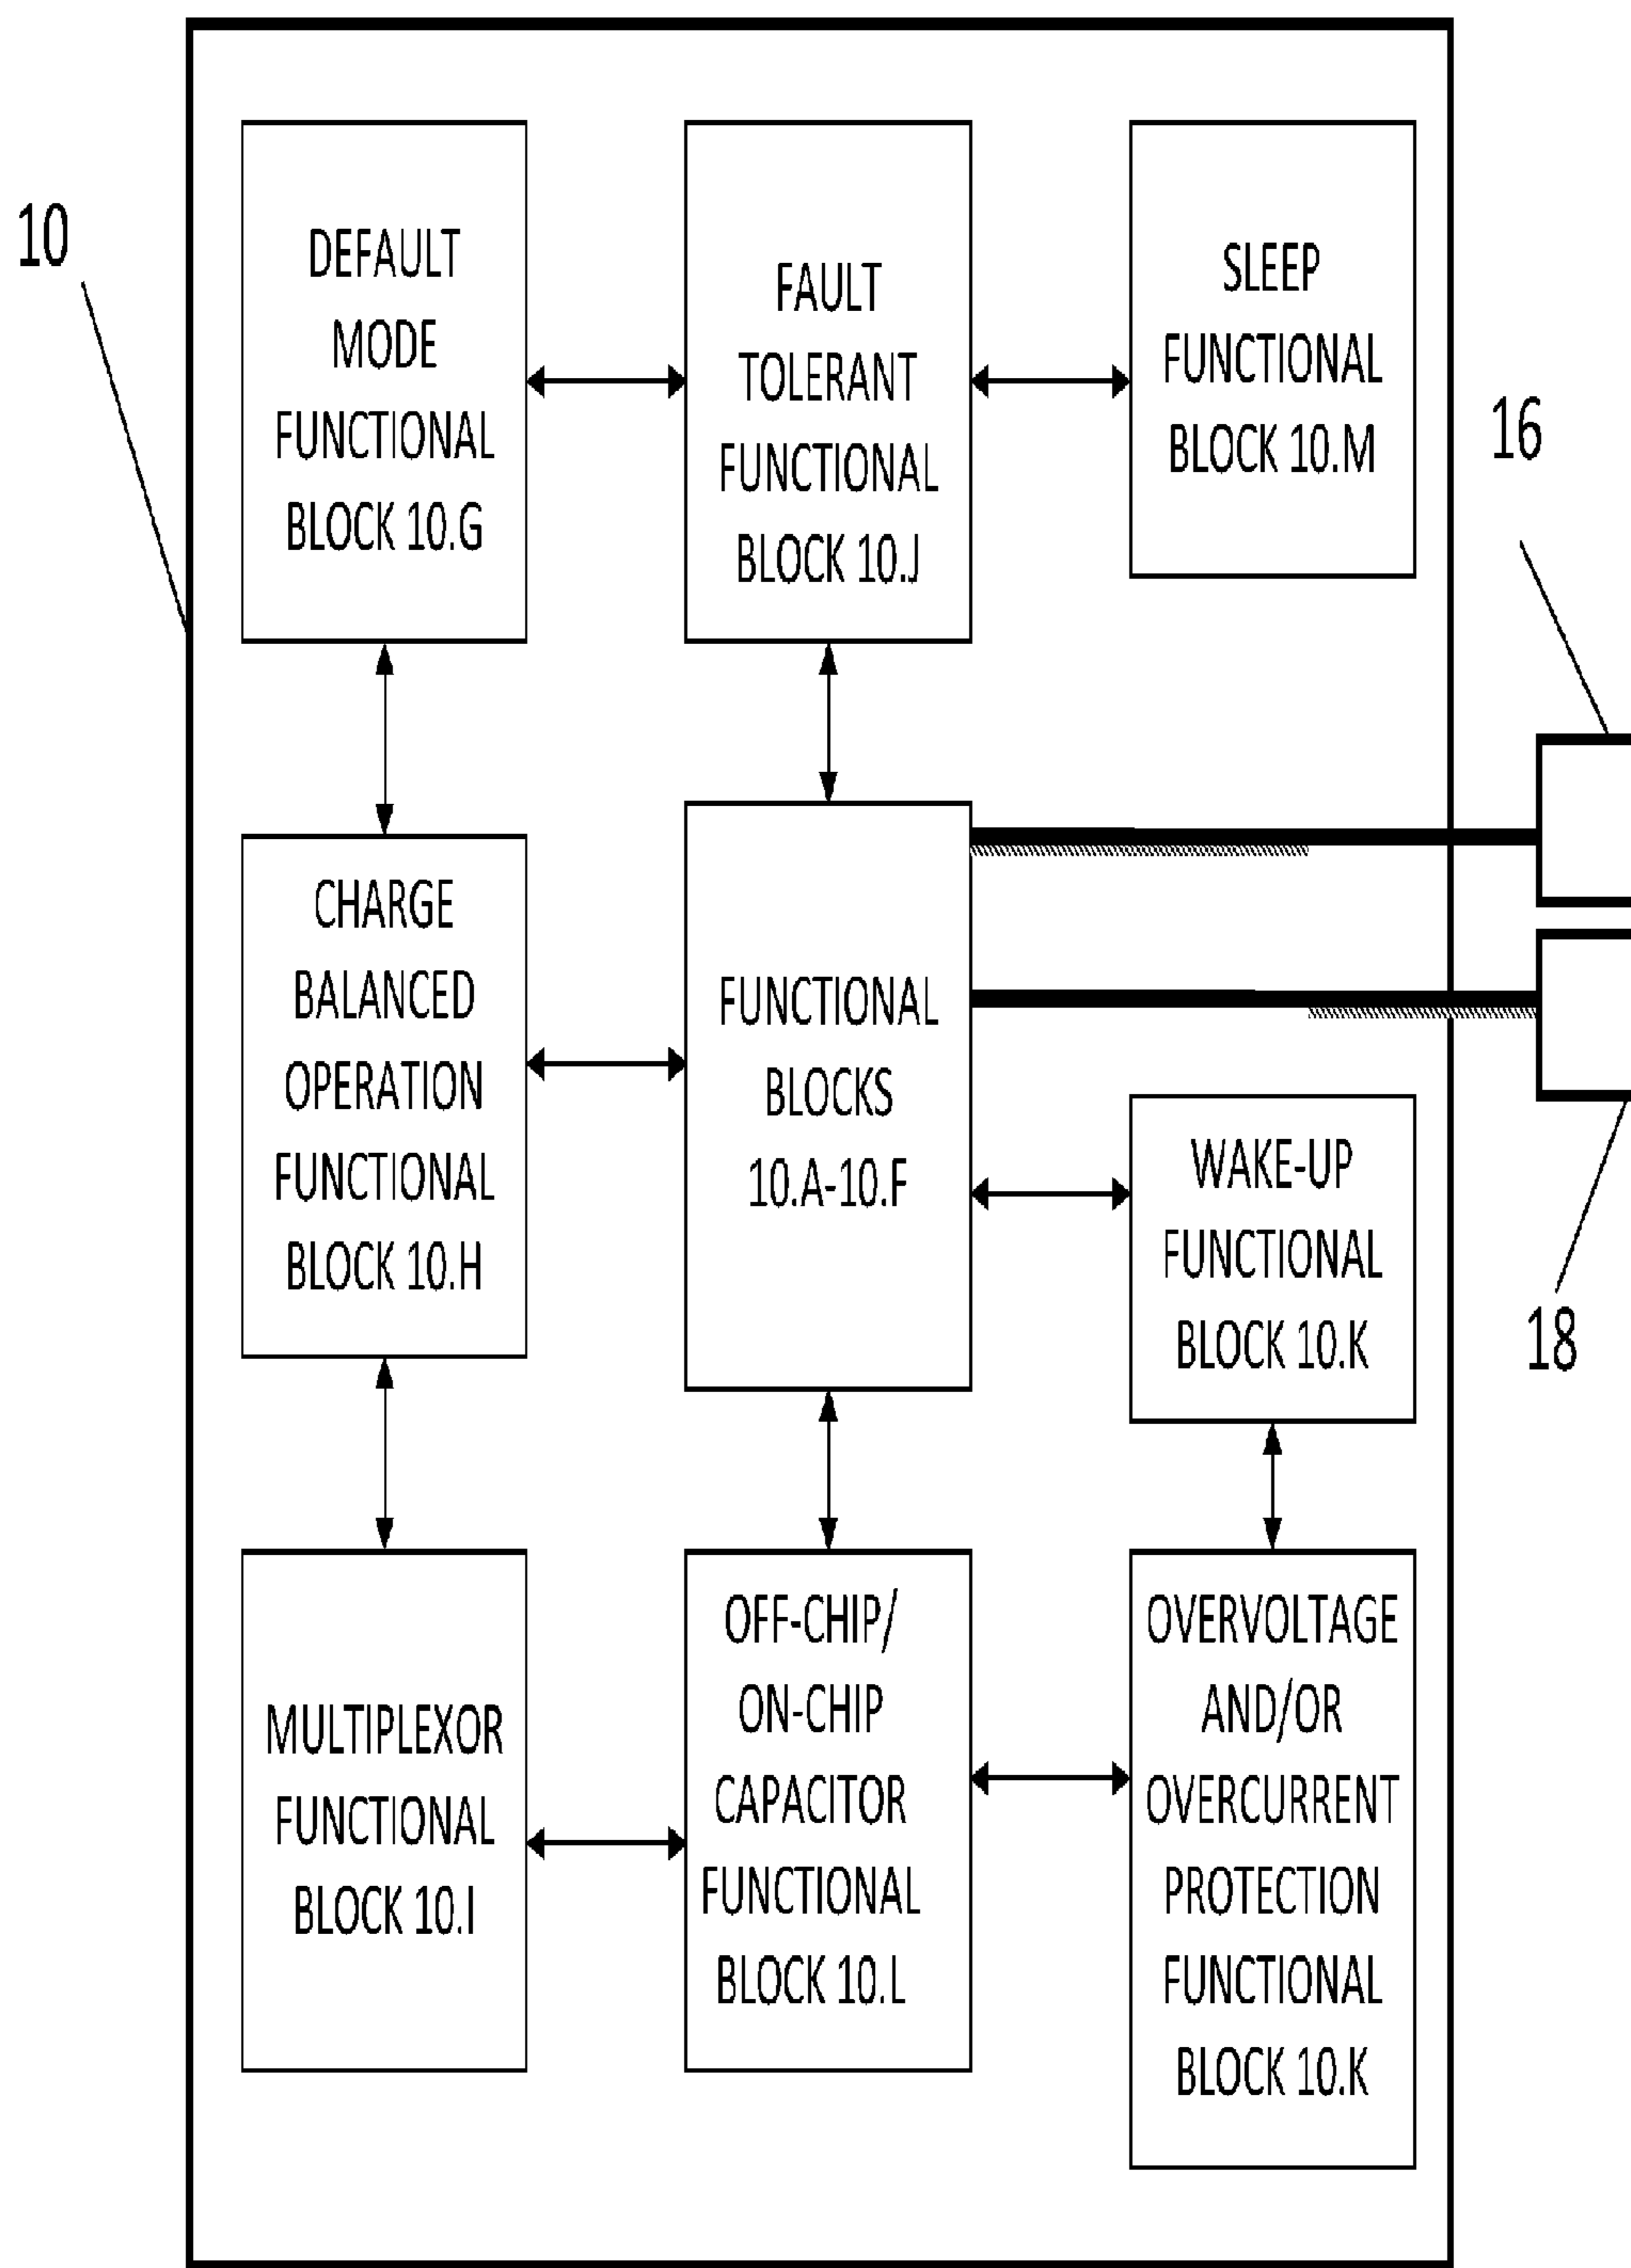 10
DEFAULT
MODE
FUNCTIONAL
BLOCK 10.G
FAULT
TOLERANT
FUNCTIONAL
BLOCK 10.J
SLEEP
FUNCTIONAL
BLOCK 10.M
16
CHARGE
BALANCED
OPERATION
FUNCTIONAL
BLOCK 10.H
FUNCTIONAL
BLOCKS
10.A-10.F
WAKE-UP
FUNCTIONAL
BLOCK 10.K
18
MULTIPLEXOR
FUNCTIONAL
BLOCK 10.I
OFF-CHIP/
ON-CHIP
CAPACITOR
FUNCTIONAL
BLOCK 10.L
OVERVOLTAGE
AND/OR
OVERCURRENT
PROTECTION
FUNCTIONAL
BLOCK 10.K